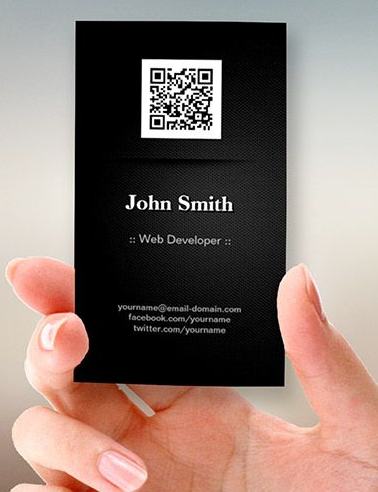 John Smith
:: Web Developer ::
yourname@email-domain.com
facebook.com/yourname
twitter.com/yourname